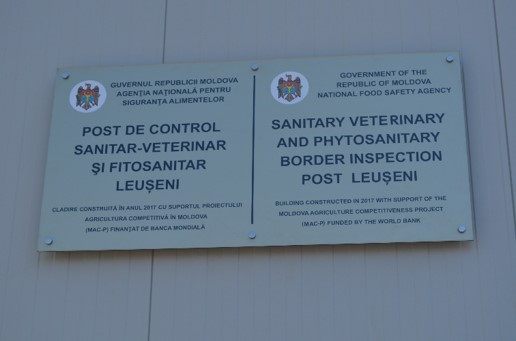 GUVERNUL REPUBLICII MOLDOVA
AGENȚIA NAȚIONALĂ PENTRU
SIGURANȚA ALIMENTELOR
POST DE CONTROL
SANITAR-VETERINAR
ȘI FITOSANITAR
LEUȘENI
CLĂDIRE CONSTRUITĂ ÎN ANUL 2017 CU SUPORTUL PROIECTULUI
AGRICULTURA COMPETITIVĂ ÎN MOLDOVA
(MAC-P) FINANȚAT DE BANCA MONDIALĂ
GOVERNMENT OF THE
REPUBLIC OF MOLDOVA
NATIONAL FOOD SAFETY AGENCY
SANITARY VETERINARY
AND PHYTOSANITARY
BORDER INSPECTION
POST LEUȘENI
BUILDING CONSTRUCTED IN 2017 WITH SUPPORT OF THE
MOLDOVA AGRICULTURE COMPETITIVENESS PROJECT
(MAC-P) FUNDED BY THE WORLD BANK